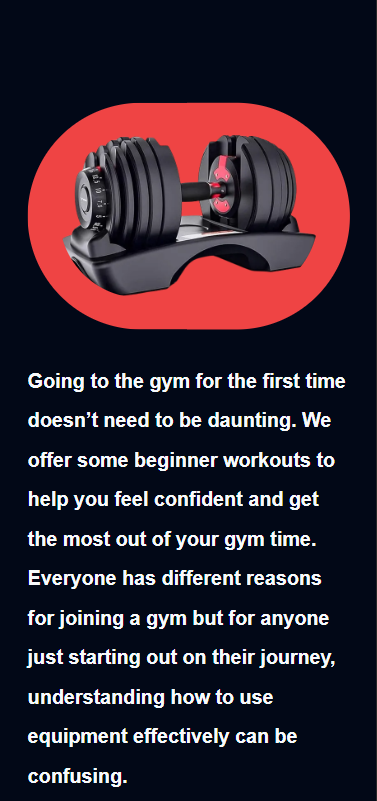 Going to the gym for the first time
doesn’t need to be daunting. We
offer some beginner workouts to
help you feel confident and get
the most out of your gym time.
Everyone has different reasons
for joining a gym but for anyone
just starting out on their journey,
understanding how to use
equipment effectively can be
confusing.